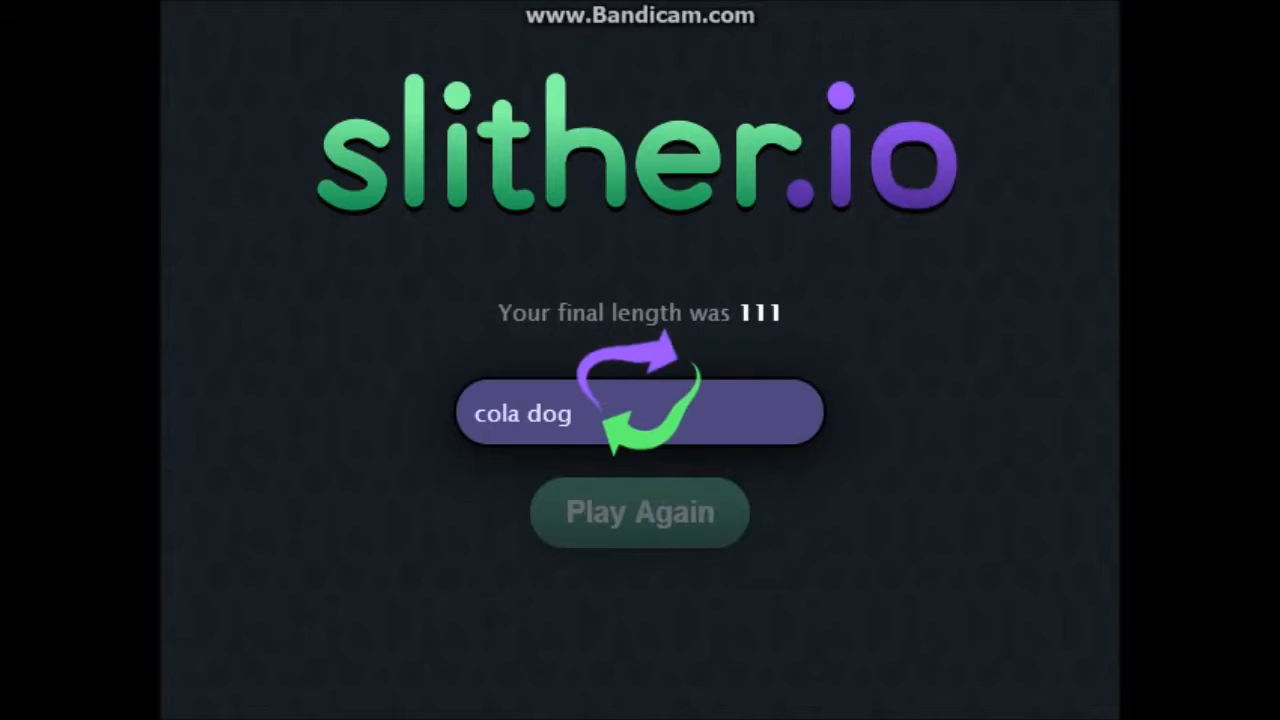 www.Bandicam.com
slither.io
Your final length was 111
cola dog
Play Again